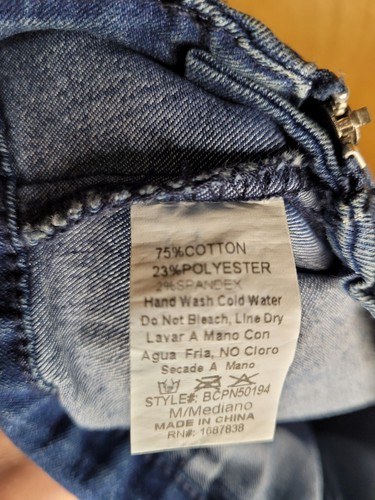 75%COTTON
23%POLYESTER
2%SPANDEX
Hand Wash Cold Water
Do Not Bleach, Line Dry
Lavar A Mano Con
Agua Fria, NO Cloro
Secade A Mano
STYLE#: BCPN50194
M/Mediano
MADE IN CHINA
RN#: 1687838